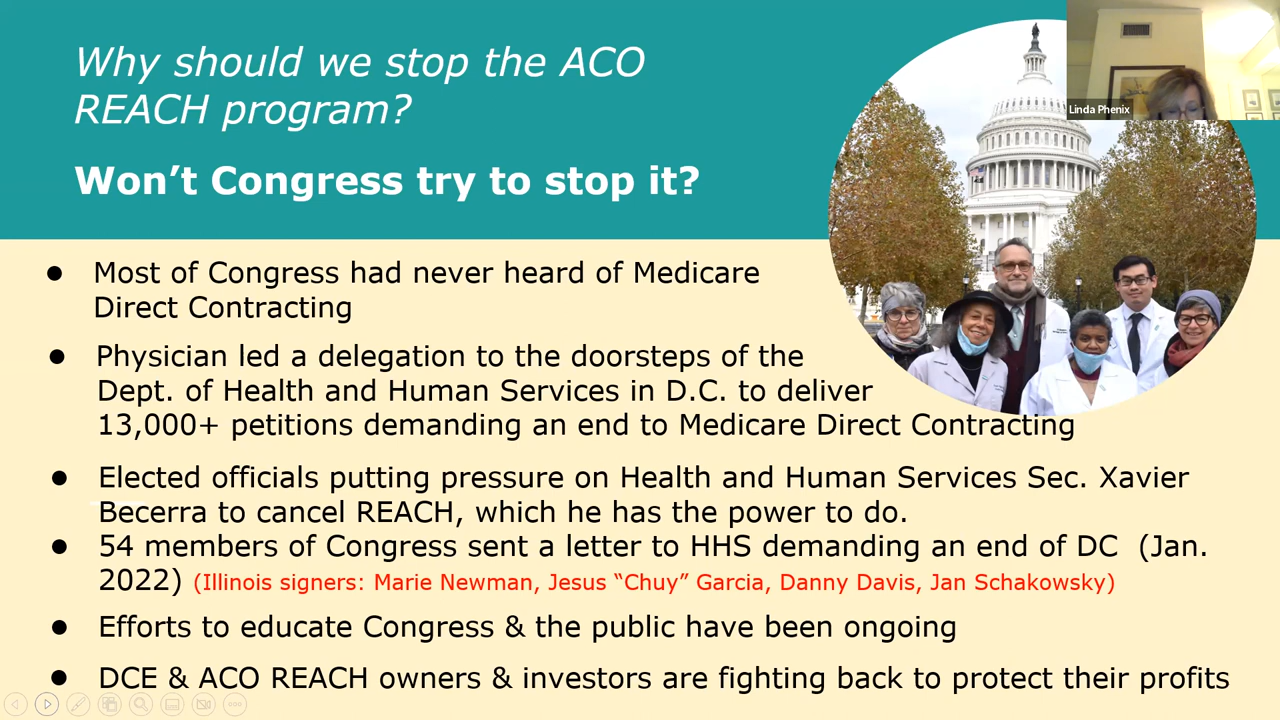 Why should we stop the ACO
REACH program?
Won’t Congress try to stop it?
Linda Phenix
● Most of Congress had never heard of Medicare
Direct Contracting
● Physician led a delegation to the doorsteps of the
Dept. of Health and Human Services in D.C. to deliver
13,000+ petitions demanding an end to Medicare Direct Contracting
● Elected officials putting pressure on Health and Human Services Sec. Xavier
Becerra to cancel REACH, which he has the power to do.
● 54 members of Congress sent a letter to HHS demanding an end of DC (Jan.
2022) (Illinois signers: Marie Newman, Jesus “Chuy” Garcia, Danny Davis, Jan Schakowsky)
● Efforts to educate Congress & the public have been ongoing
● DCE & ACO REACH owners & investors are fighting back to protect their profits